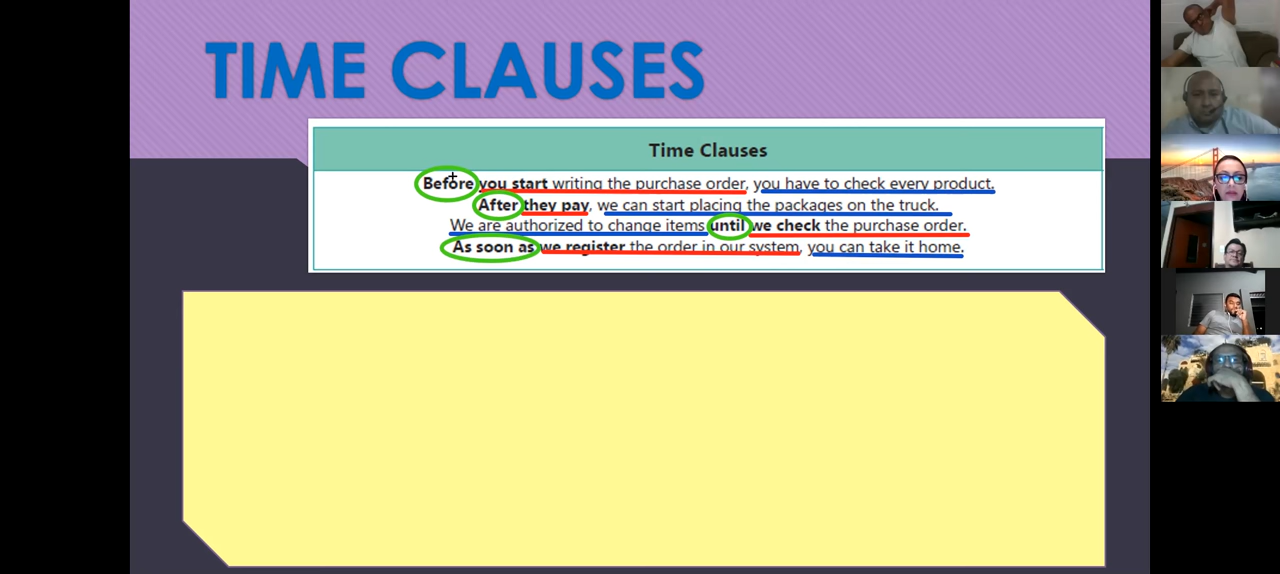 TIME CLAUSES
Time Clauses
Before you start writing the purchase order, you have to check every product.
After they pay, we can start placing the packages on the truck.
We are authorized to change items until we check the purchase order.
As soon as we register the order in our system, you can take it home.